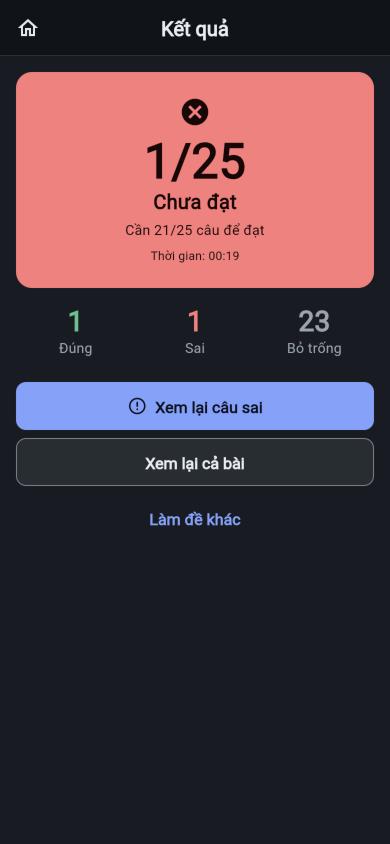 Kết quả
1/25
Chưa đạt
Cần 21/25 câu để đạt
Thời gian: 00:19
1
1
23
Đúng
Sai
Bỏ trống
Xem lại câu sai
Xem lại cả bài
Làm đề khác